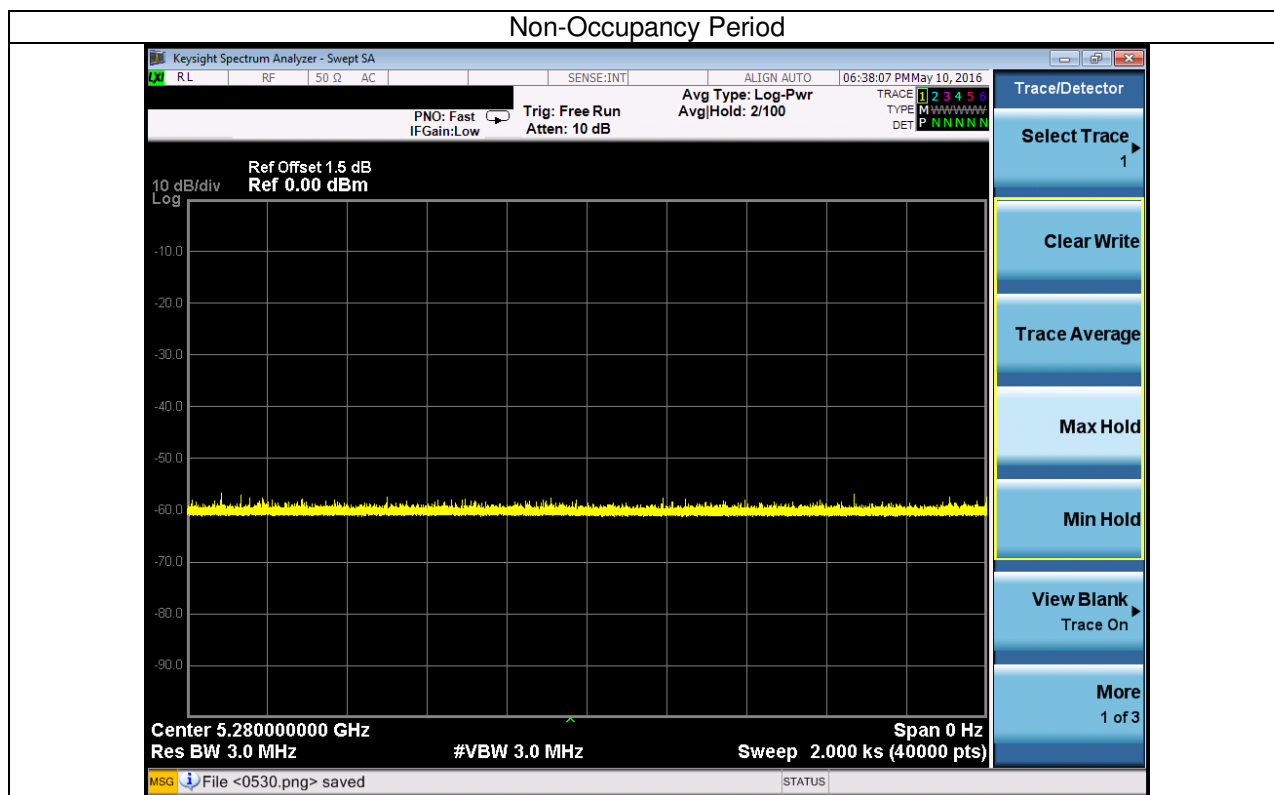 Non-Occupancy Period
Keysight Spectrum Analyzer - Swept SA
LXI RL RF 50 Ω AC SENSE:INT ALIGN AUTO 06:38:07 PMMay 10, 2016
PNO: Fast
IFGain:Low
Trig: Free Run
Atten: 10 dB
Avg Type: Log-Pwr
Avg|Hold: 2/100
TRACE 1 2 3 4 5 6
TYPE M WWWWW
DET P N N N N N
Ref Offset 1.5 dB
10 dB/div Ref 0.00 dBm
Log
-10.0
-20.0
-30.0
-40.0
-50.0
-60.0
-70.0
-80.0
-90.0
Center 5.280000000 GHz Span 0 Hz
Res BW 3.0 MHz #VBW 3.0 MHz Sweep 2.000 ks (40000 pts)
MSG File <0530.png> saved STATUS
Trace/Detector
Select Trace
1
Clear Write
Trace Average
Max Hold
Min Hold
View Blank
Trace On
More
1 of 3